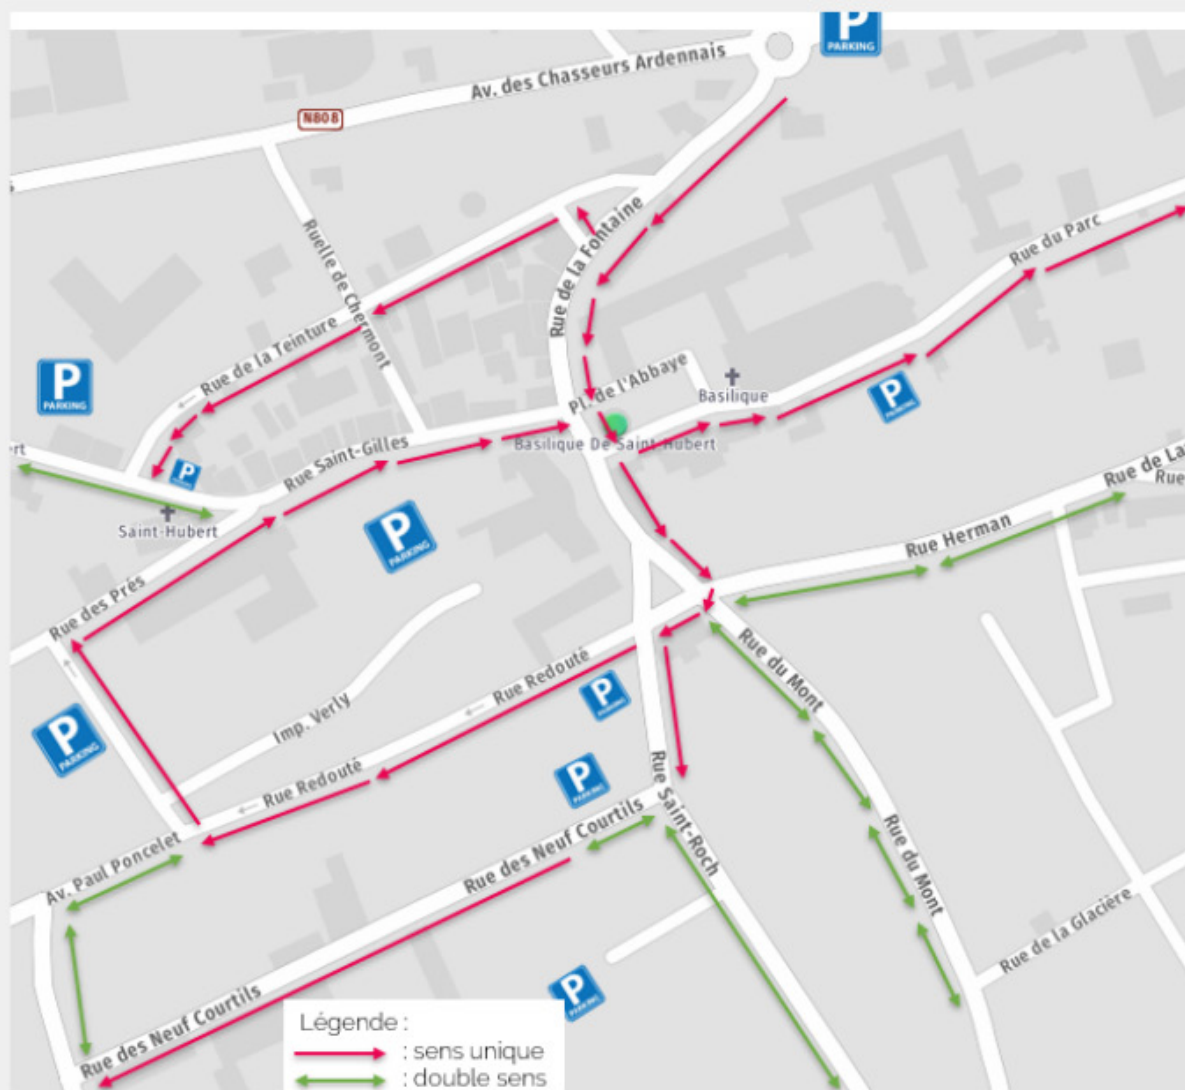 P
PARKING
Av. des Chasseurs Ardennais
N808
Rue de la Fontaine
Rue du Parc
Ruelle de Chermont
Rue de la Teinture
P
PARKING
Pl. de l'Abbaye
Basilique
P
PARKING
Basilique De Saint-Hubert
Rue Saint-Gilles
P
Saint-Hubert
P
PARKING
Rue Herman
Rue de La
Rue
Rue des Prés
Rue du Mont
Rue Redouté
P
PARKING
Imp. Verly
P
PARKING
Rue Redouté
P
PARKING
Rue Saint-Roch
Rue des Neuf Courtils
Rue du Mont
Av. Paul Poncelet
Rue de la Glacière
P
PARKING
Rue des Neuf Courtils
Légende :
: sens unique
: double sens